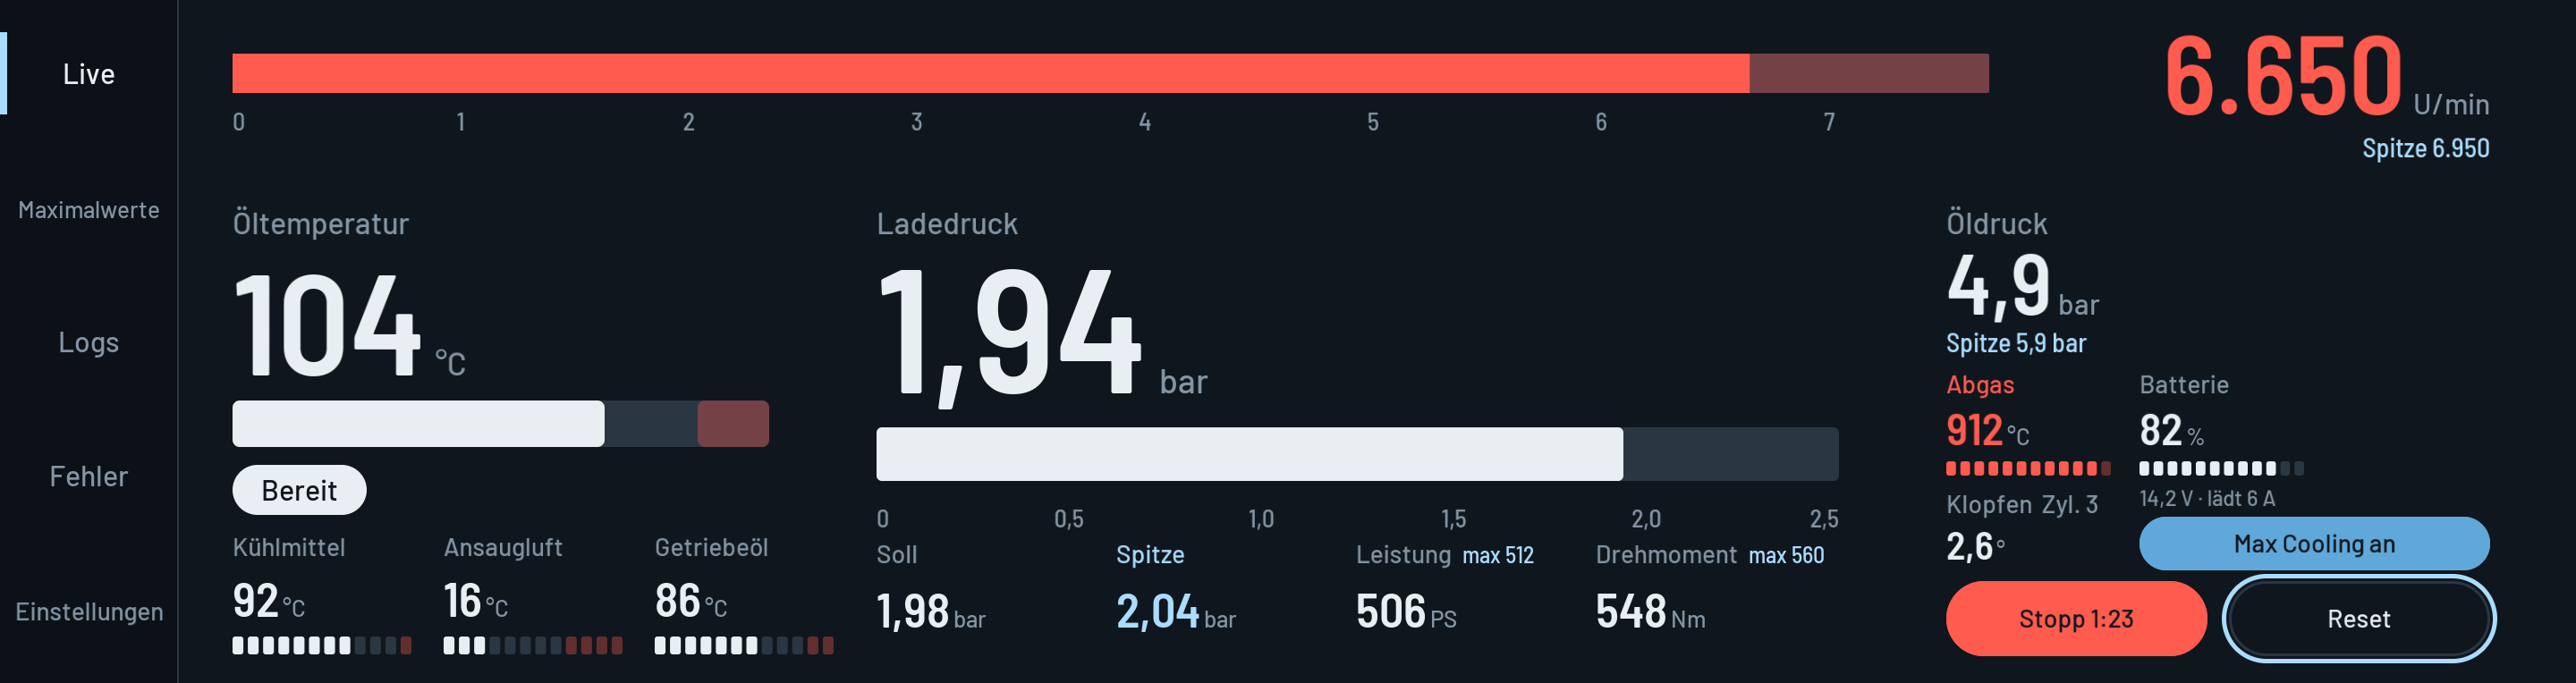 Live
Maximalwerte
Logs
Fehler
Einstellungen
0 1 2 3 4 5 6 7
6.650 U/min
Spitze 6.950
Öltemperatur
104 °C
Bereit
Kühlmittel
92 °C
Ansaugluft
16 °C
Getriebeöl
86 °C
Ladedruck
1,94 bar
0 0,5 1,0 1,5 2,0 2,5
Soll
1,98 bar
Spitze
2,04 bar
Leistung max 512
506 PS
Drehmoment max 560
548 Nm
Öldruck
4,9 bar
Spitze 5,9 bar
Abgas
912 °C
Batterie
82 %
14,2 V · lädt 6 A
Klopfen Zyl. 3
2,6 °
Max Cooling an
Stopp 1:23
Reset